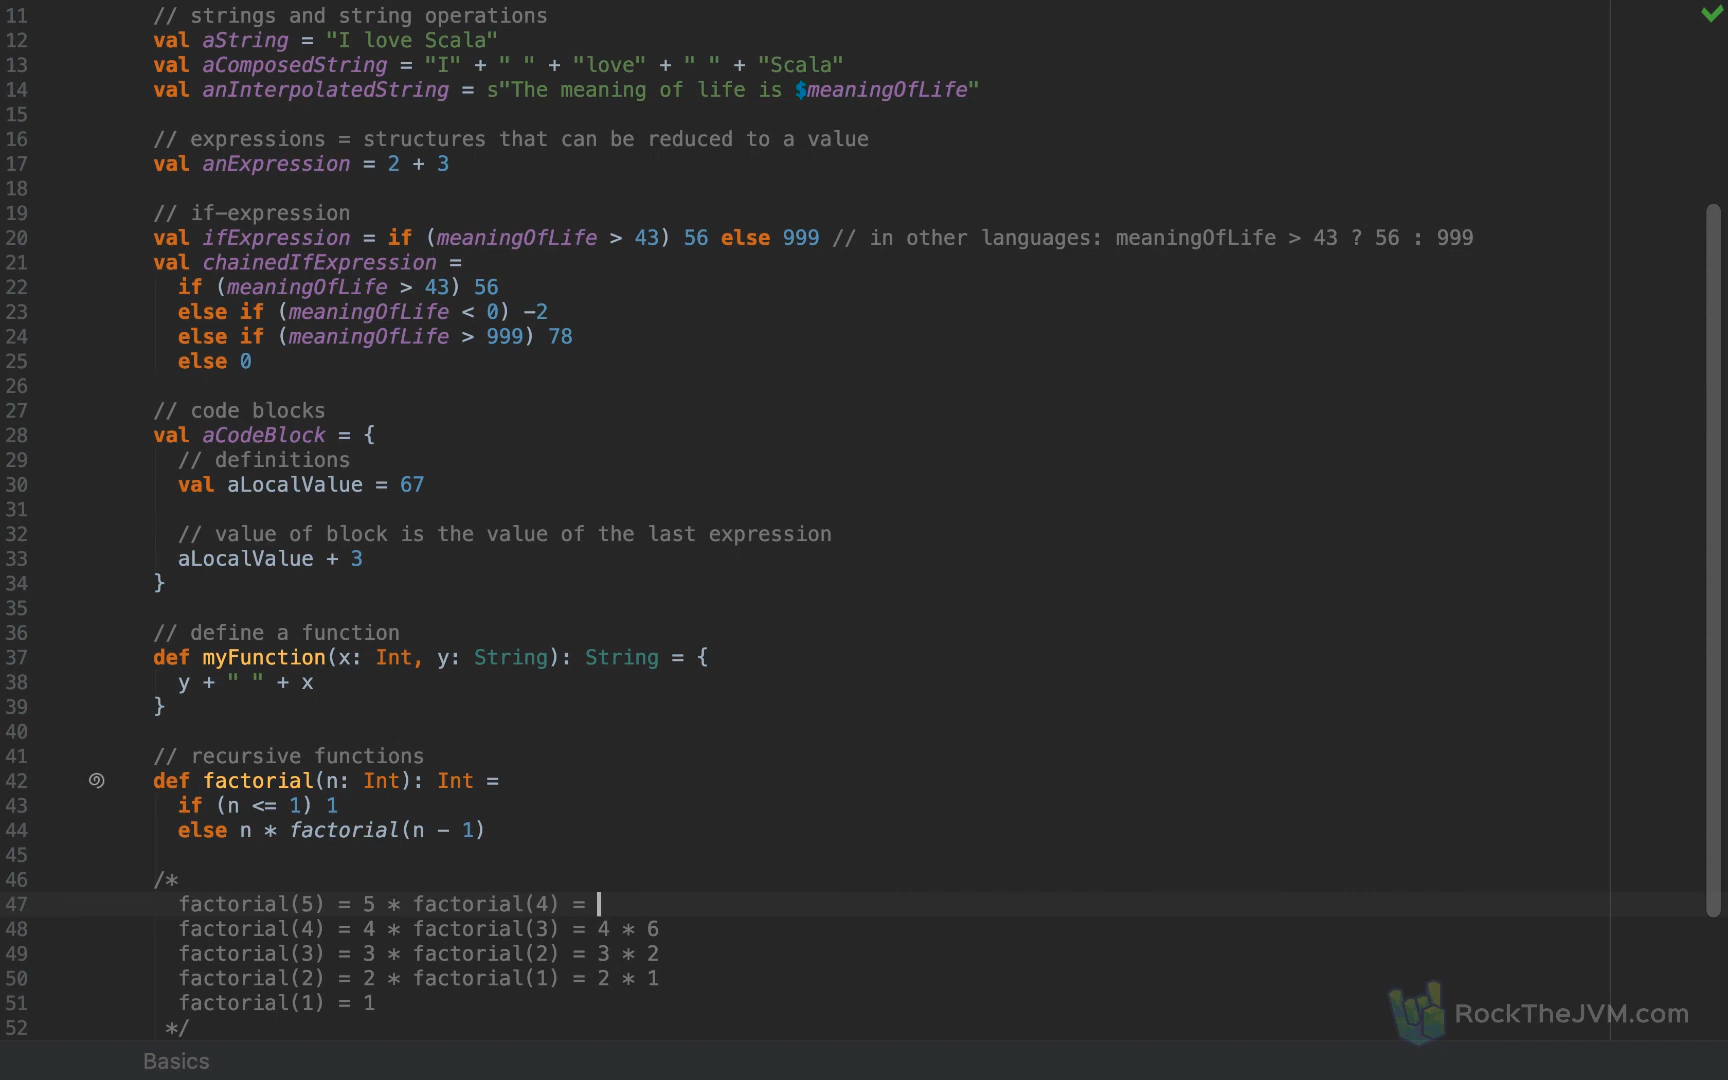 11 // strings and string operations
12 val aString = "I love Scala"
13 val aComposedString = "I" + " " + "love" + " " + "Scala"
14 val anInterpolatedString = s"The meaning of life is $meaningOfLife"
15
16 // expressions = structures that can be reduced to a value
17 val anExpression = 2 + 3
18
19 // if-expression
20 val ifExpression = if (meaningOfLife > 43) 56 else 999 // in other languages: meaningOfLife > 43 ? 56 : 999
21 val chainedIfExpression =
22 if (meaningOfLife > 43) 56
23 else if (meaningOfLife < 0) -2
24 else if (meaningOfLife > 999) 78
25 else 0
26
27 // code blocks
28 val aCodeBlock = {
29 // definitions
30 val aLocalValue = 67
31
32 // value of block is the value of the last expression
33 aLocalValue + 3
34 }
35
36 // define a function
37 def myFunction(x: Int, y: String): String = {
38 y + " " + x
39 }
40
41 // recursive functions
42 def factorial(n: Int): Int =
43 if (n <= 1) 1
44 else n * factorial(n - 1)
45
46 /*
47 factorial(5) = 5 * factorial(4) =
48 factorial(4) = 4 * factorial(3) = 4 * 6
49 factorial(3) = 3 * factorial(2) = 3 * 2
50 factorial(2) = 2 * factorial(1) = 2 * 1
51 factorial(1) = 1
52 */
RockTheJVM.com
Basics